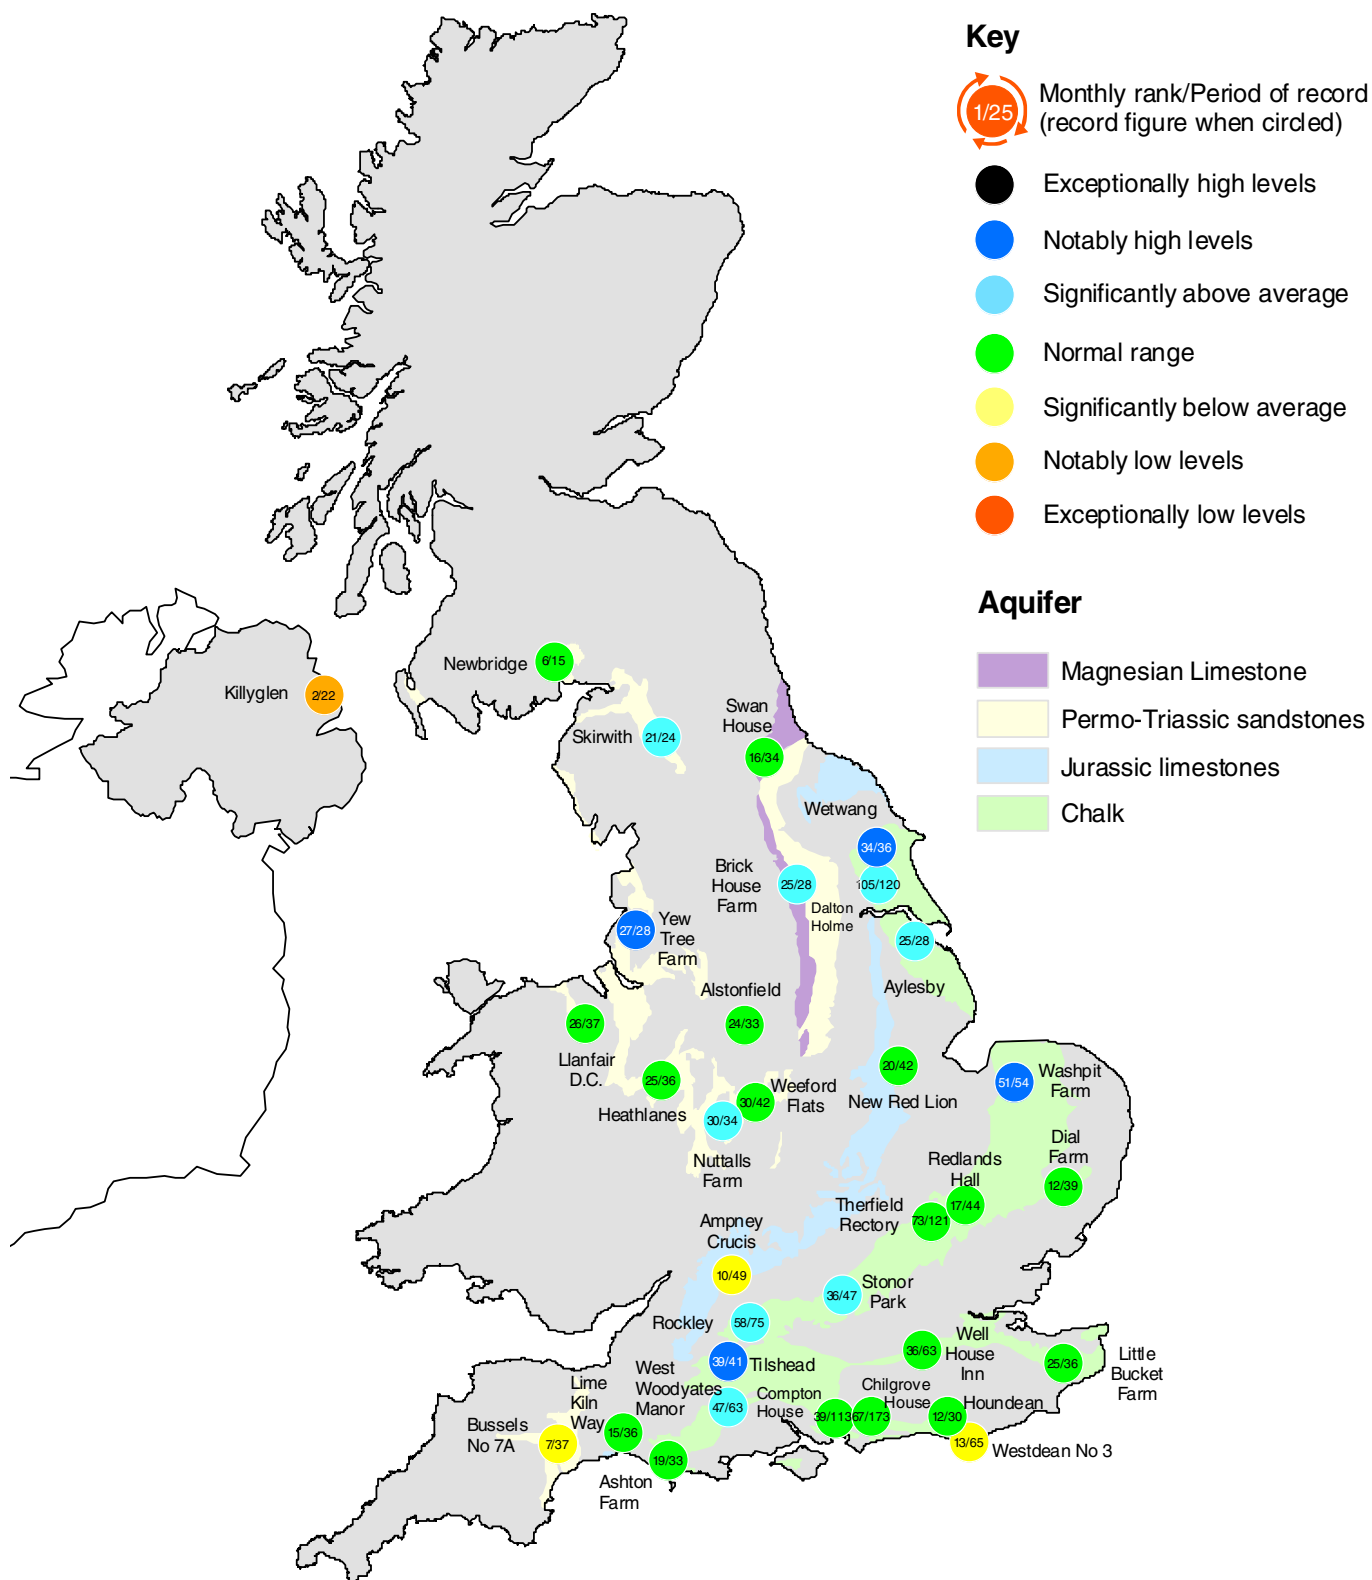 Key
1/25
Monthly rank/Period of record
(record figure when circled)
Exceptionally high levels
Notably high levels
Significantly above average
Normal range
Significantly below average
Notably low levels
Exceptionally low levels
Aquifer
Magnesian Limestone
Permo-Triassic sandstones
Jurassic limestones
Chalk
Newbridge
6/15
Killyglen
2/22
Skirwith
21/24
Swan
House
16/34
Wetwang
34/36
Brick
House
Farm
25/28
105/120
Dalton
Holme
Yew
Tree
Farm
27/28
25/28
Aylesby
Alstonfield
24/33
26/37
Llanfair
D.C.
25/36
Heathlanes
20/42
New Red Lion
51/54
Washpit
Farm
Weeford
Flats
30/42
30/34
Nuttalls
Farm
Dial
Farm
12/39
Redlands
Hall
17/44
Therfield
Rectory
73/121
Ampney
Crucis
10/49
Stonor
Park
36/47
Rockley
58/75
39/41
Tilshead
Well
House
Inn
36/63
25/36
Little
Bucket
Farm
West
Woodyates
Manor
47/63
Compton
House
39/113
Chilgrove
House
67/173
Houndean
12/30
13/65
Westdean No 3
Lime
Kiln
Way
15/36
Bussels
No 7A
7/37
19/33
Ashton
Farm